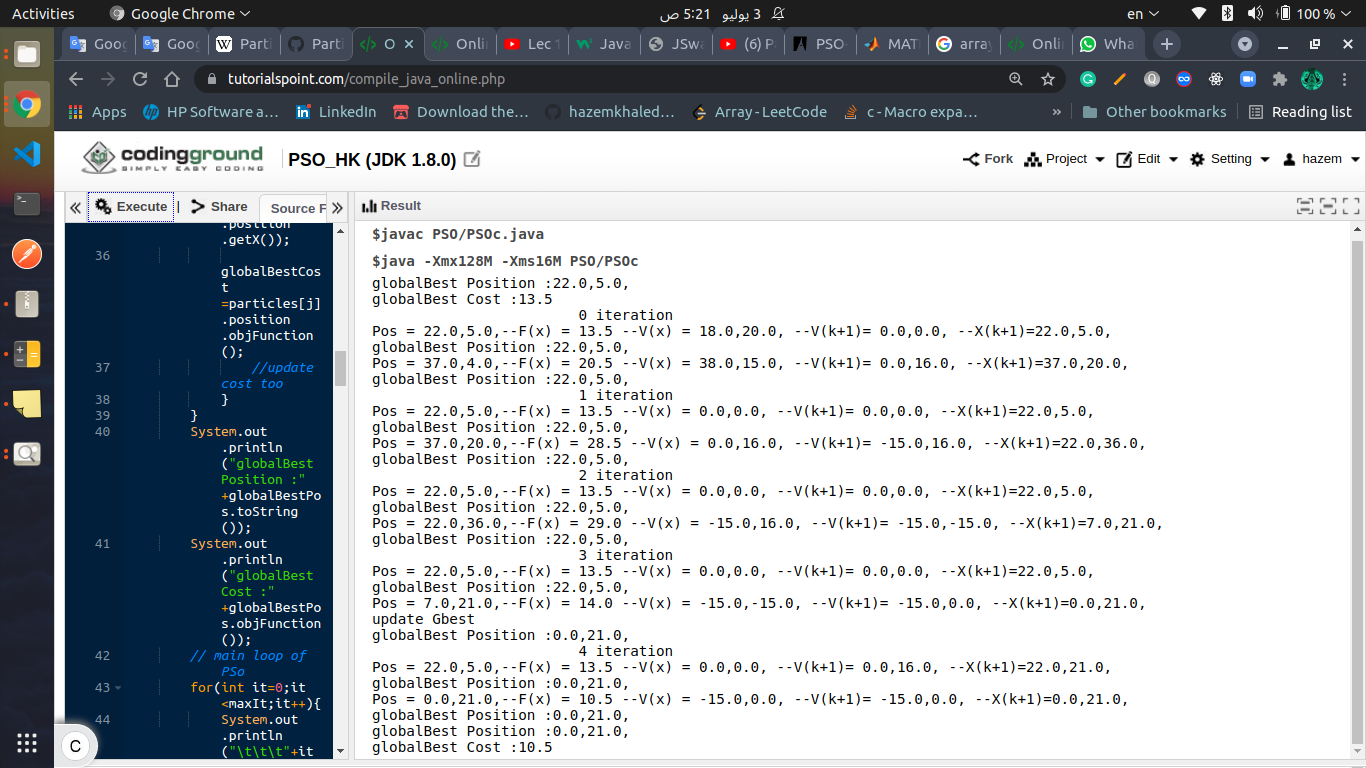 Activities
Google Chrome
3 يوليو 5:21 ص
en
100 %
Goog
Goog
Parti
Parti
O
Onlin
Lec 1
Java
JSwa
(6) P
PSO-
MAT
array
Onlin
Wha
tutorialspoint.com/compile_java_online.php
Apps
HP Software a…
LinkedIn
Download the…
hazemkhaled…
Array - LeetCode
c - Macro expa…
»
Other bookmarks
Reading list
codingground
SIMPLY EASY CODING
PSO_HK (JDK 1.8.0)
Fork
Project
Edit
Setting
hazem
Execute
Share
Source F
Result
.position
.getX());
36
globalBestCos
t
=particles[j]
.position
.objFunction
();
37 //update
cost too
38 }
39 }
40 System.out
.println
("globalBest
Position :"
+globalBestPo
s.toString
());
41 System.out
.println
("globalBest
Cost :"
+globalBestPo
s.objFunction
());
42 // main loop of
PSo
43 for(int it=0;it
<maxIt;it++){
44 System.out
.println
("\t\t\t"+it
C
$javac PSO/PSOc.java
$java -Xmx128M -Xms16M PSO/PSOc
globalBest Position :22.0,5.0,
globalBest Cost :13.5
0 iteration
Pos = 22.0,5.0,--F(x) = 13.5 --V(x) = 18.0,20.0, --V(k+1)= 0.0,0.0, --X(k+1)=22.0,5.0,
globalBest Position :22.0,5.0,
Pos = 37.0,4.0,--F(x) = 20.5 --V(x) = 38.0,15.0, --V(k+1)= 0.0,16.0, --X(k+1)=37.0,20.0,
globalBest Position :22.0,5.0,
1 iteration
Pos = 22.0,5.0,--F(x) = 13.5 --V(x) = 0.0,0.0, --V(k+1)= 0.0,0.0, --X(k+1)=22.0,5.0,
globalBest Position :22.0,5.0,
Pos = 37.0,20.0,--F(x) = 28.5 --V(x) = 0.0,16.0, --V(k+1)= -15.0,16.0, --X(k+1)=22.0,36.0,
globalBest Position :22.0,5.0,
2 iteration
Pos = 22.0,5.0,--F(x) = 13.5 --V(x) = 0.0,0.0, --V(k+1)= 0.0,0.0, --X(k+1)=22.0,5.0,
globalBest Position :22.0,5.0,
Pos = 22.0,36.0,--F(x) = 29.0 --V(x) = -15.0,16.0, --V(k+1)= -15.0,-15.0, --X(k+1)=7.0,21.0,
globalBest Position :22.0,5.0,
3 iteration
Pos = 22.0,5.0,--F(x) = 13.5 --V(x) = 0.0,0.0, --V(k+1)= 0.0,0.0, --X(k+1)=22.0,5.0,
globalBest Position :22.0,5.0,
Pos = 7.0,21.0,--F(x) = 14.0 --V(x) = -15.0,-15.0, --V(k+1)= -15.0,0.0, --X(k+1)=0.0,21.0,
update Gbest
globalBest Position :0.0,21.0,
4 iteration
Pos = 22.0,5.0,--F(x) = 13.5 --V(x) = 0.0,0.0, --V(k+1)= 0.0,16.0, --X(k+1)=22.0,21.0,
globalBest Position :0.0,21.0,
Pos = 0.0,21.0,--F(x) = 10.5 --V(x) = -15.0,0.0, --V(k+1)= -15.0,0.0, --X(k+1)=0.0,21.0,
globalBest Position :0.0,21.0,
globalBest Position :0.0,21.0,
globalBest Cost :10.5